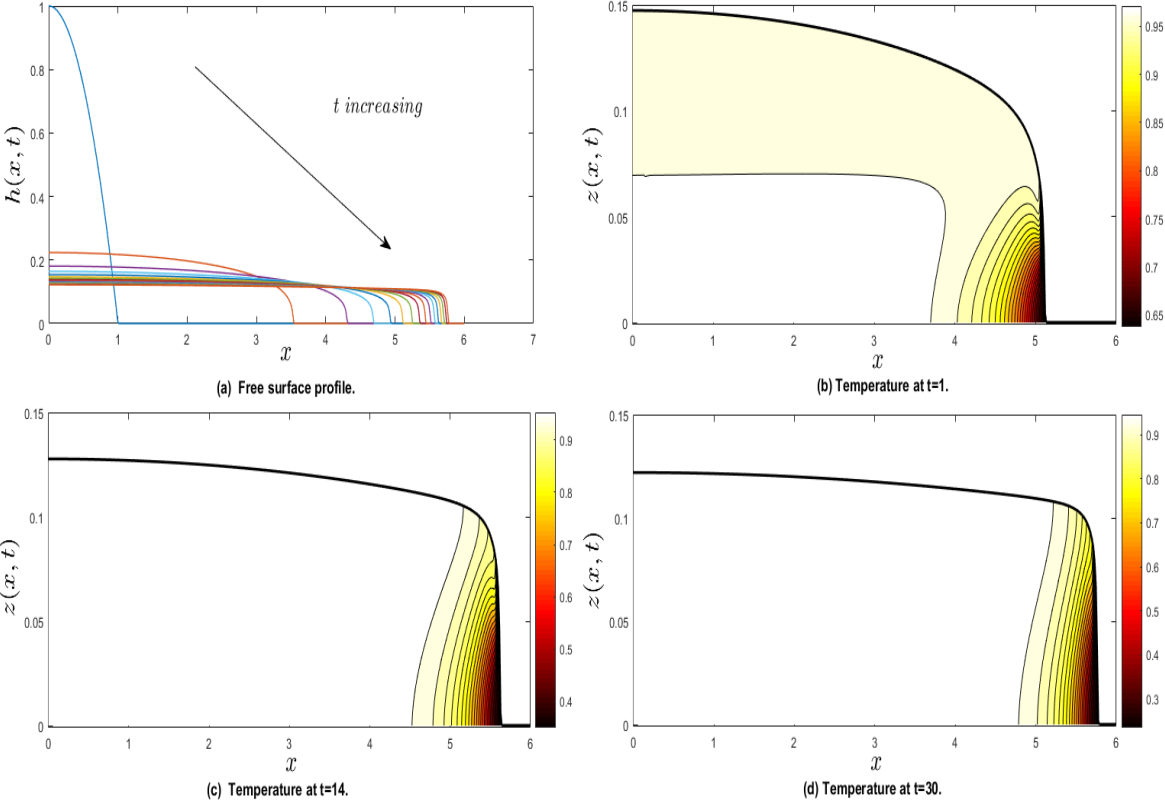 1
0.8
0.6
0.4
0.2
0
h(x, t)
t increasing
0 1 2 3 4 5 6 7
x
(a) Free surface profile.
0.15
0.1
0.05
0
z(x, t)
0 1 2 3 4 5 6
x
0.95
0.9
0.85
0.8
0.75
0.7
0.65
(b) Temperature at t=1.
0.15
0.1
0.05
0
z(x, t)
0 1 2 3 4 5 6
x
0.9
0.8
0.7
0.6
0.5
0.4
(c) Temperature at t=14.
0.15
0.1
0.05
0
z(x, t)
0 1 2 3 4 5 6
x
0.9
0.8
0.7
0.6
0.5
0.4
0.3
(d) Temperature at t=30.